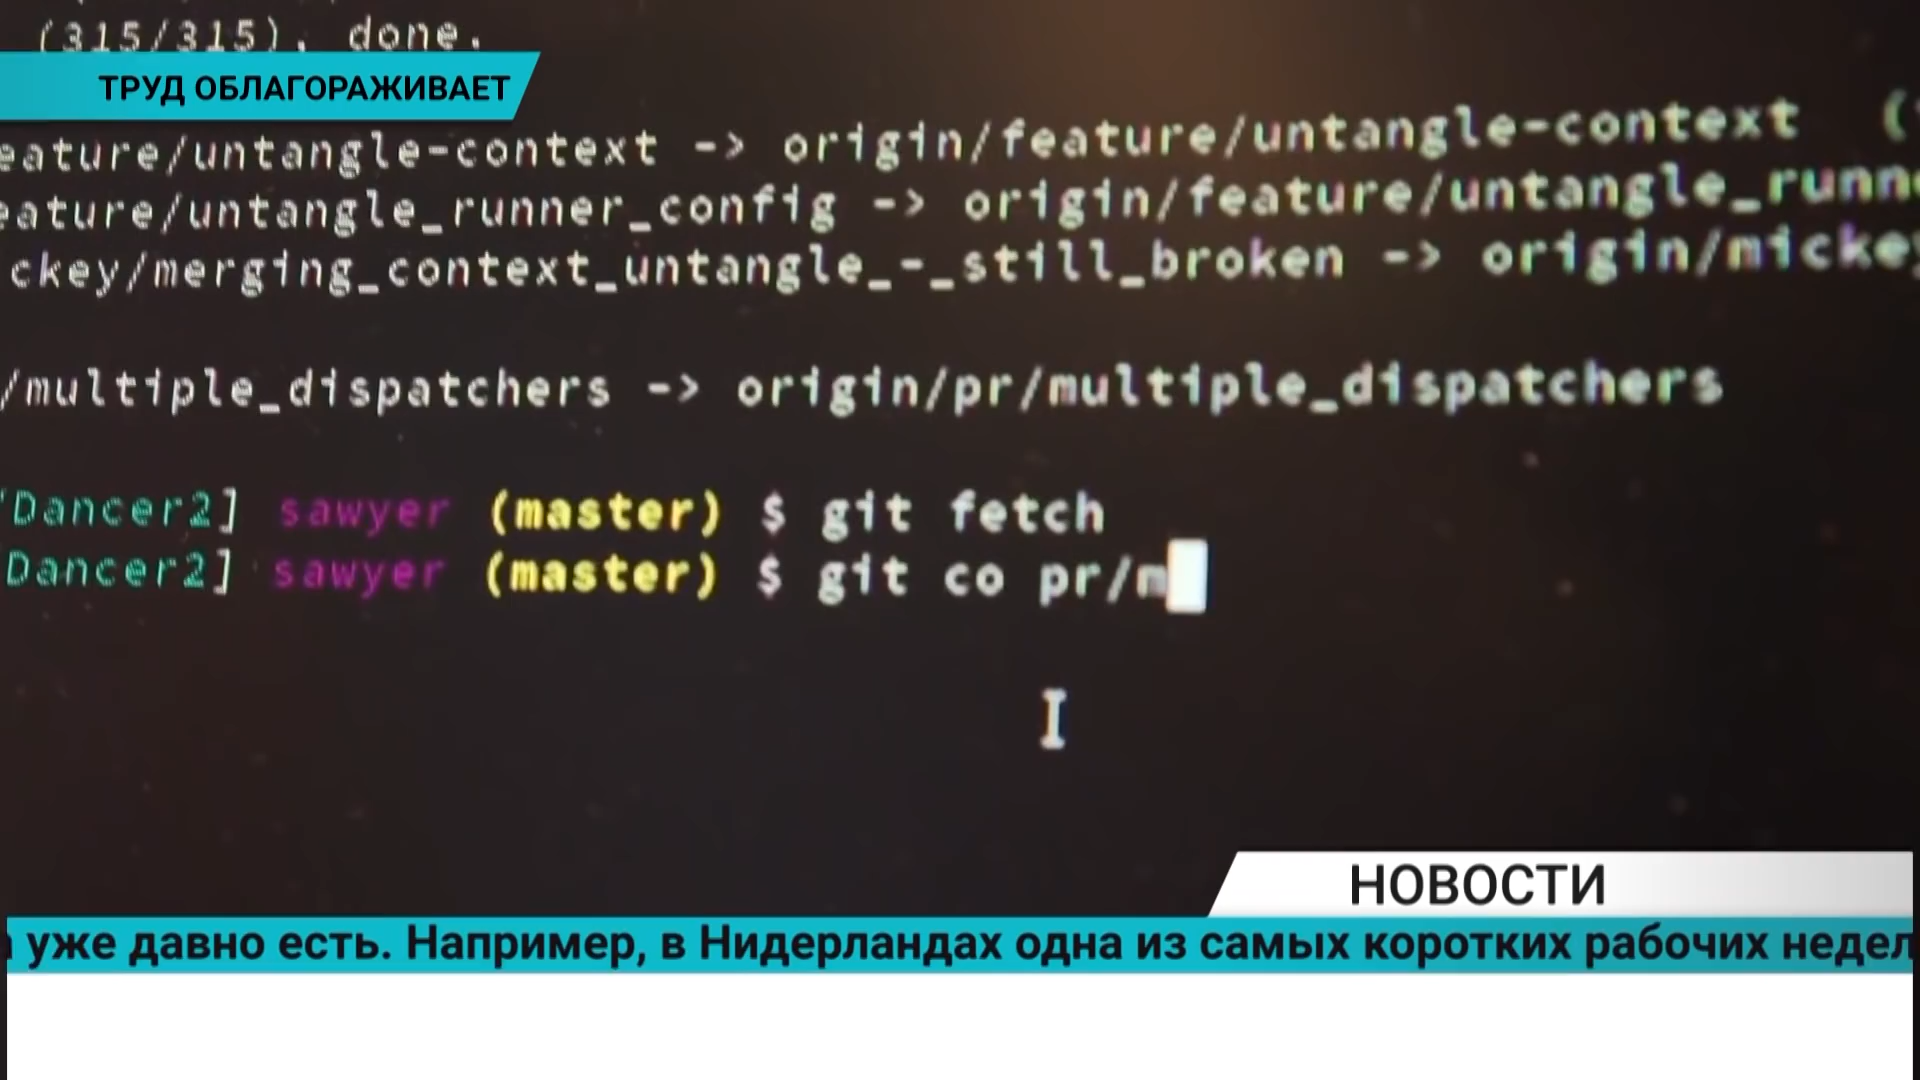 (315/315), done.
ТРУД ОБЛАГОРАЖИВАЕТ
eature/untangle-context -> origin/feature/untangle-context (
eature/untangle_runner_config -> origin/feature/untangle_runn
ckey/merging_context_untangle_-_still_broken -> origin/mickey
/multiple_dispatchers -> origin/pr/multiple_dispatchers
Dancer2] sawyer (master) $ git fetch
Dancer2] sawyer (master) $ git co pr/m
НОВОСТИ
уже давно есть. Например, в Нидерландах одна из самых коротких рабочих недел